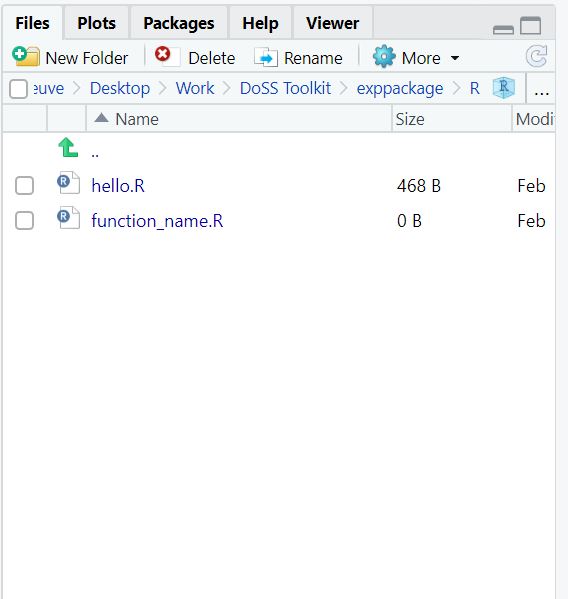 Files Plots Packages Help Viewer
New Folder Delete Rename More
euve Desktop Work DoSS Toolkit exppackage R R ...
Name Size Modi
..
R hello.R 468 B Feb
R function_name.R 0 B Feb